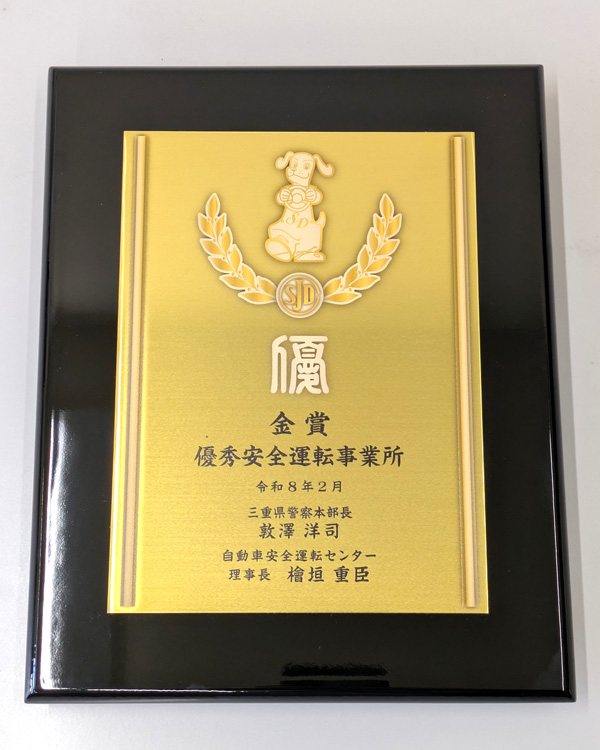 SD
SJD
優
金賞
優秀安全運転事業所
令和8年2月
三重県警察本部長
敦澤 洋司
自動車安全運転センター
理事長 檜垣 重臣